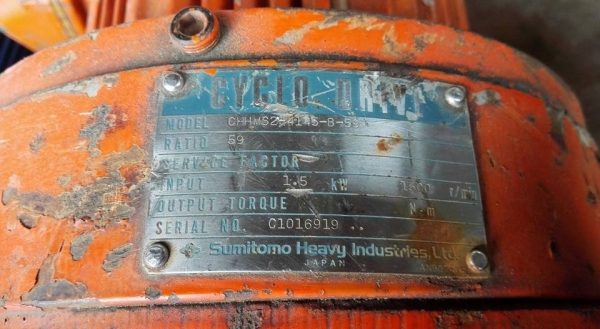 CYCLO DRIVE
MODEL
RATIO 59
SERVICE FACTOR
INPUT 1.5 kW r/min
OUTPUT TORQUE N-m
SERIAL NO. C1016919 ..
Sumitomo Heavy Industries, Ltd.
JAPAN